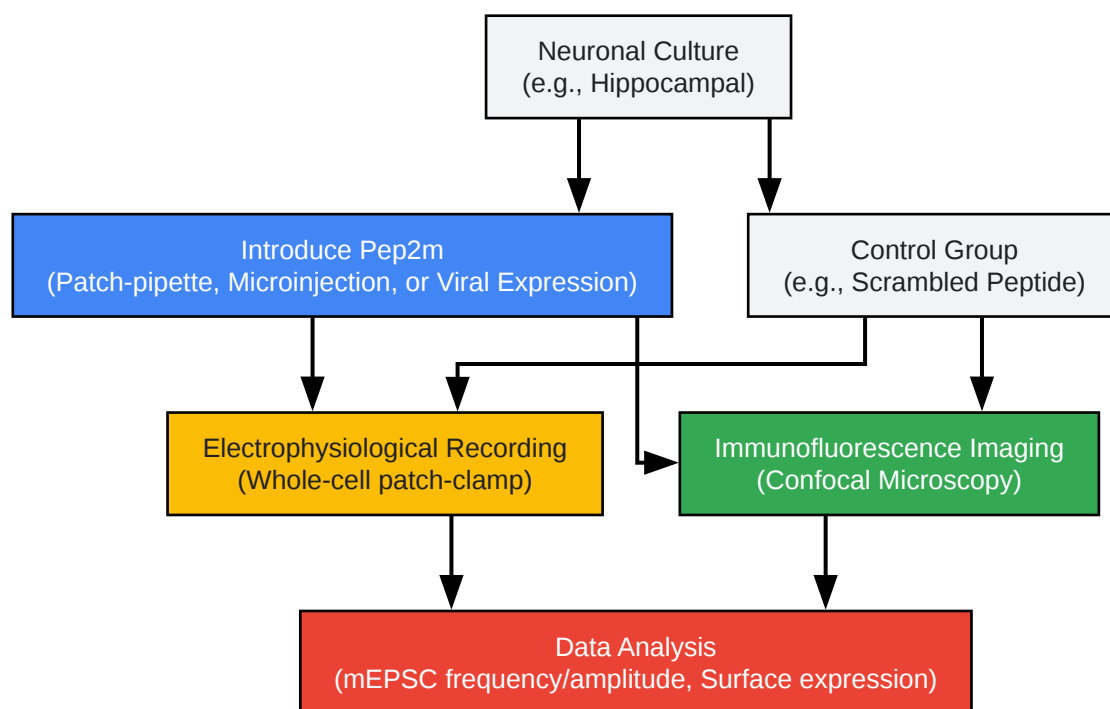 Neuronal Culture
(e.g., Hippocampal)
Introduce Pep2m
(Patch-pipette, Microinjection, or Viral Expression)
Control Group
(e.g., Scrambled Peptide)
Electrophysiological Recording
(Whole-cell patch-clamp)
Immunofluorescence Imaging
(Confocal Microscopy)
Data Analysis
(mEPSC frequency/amplitude, Surface expression)